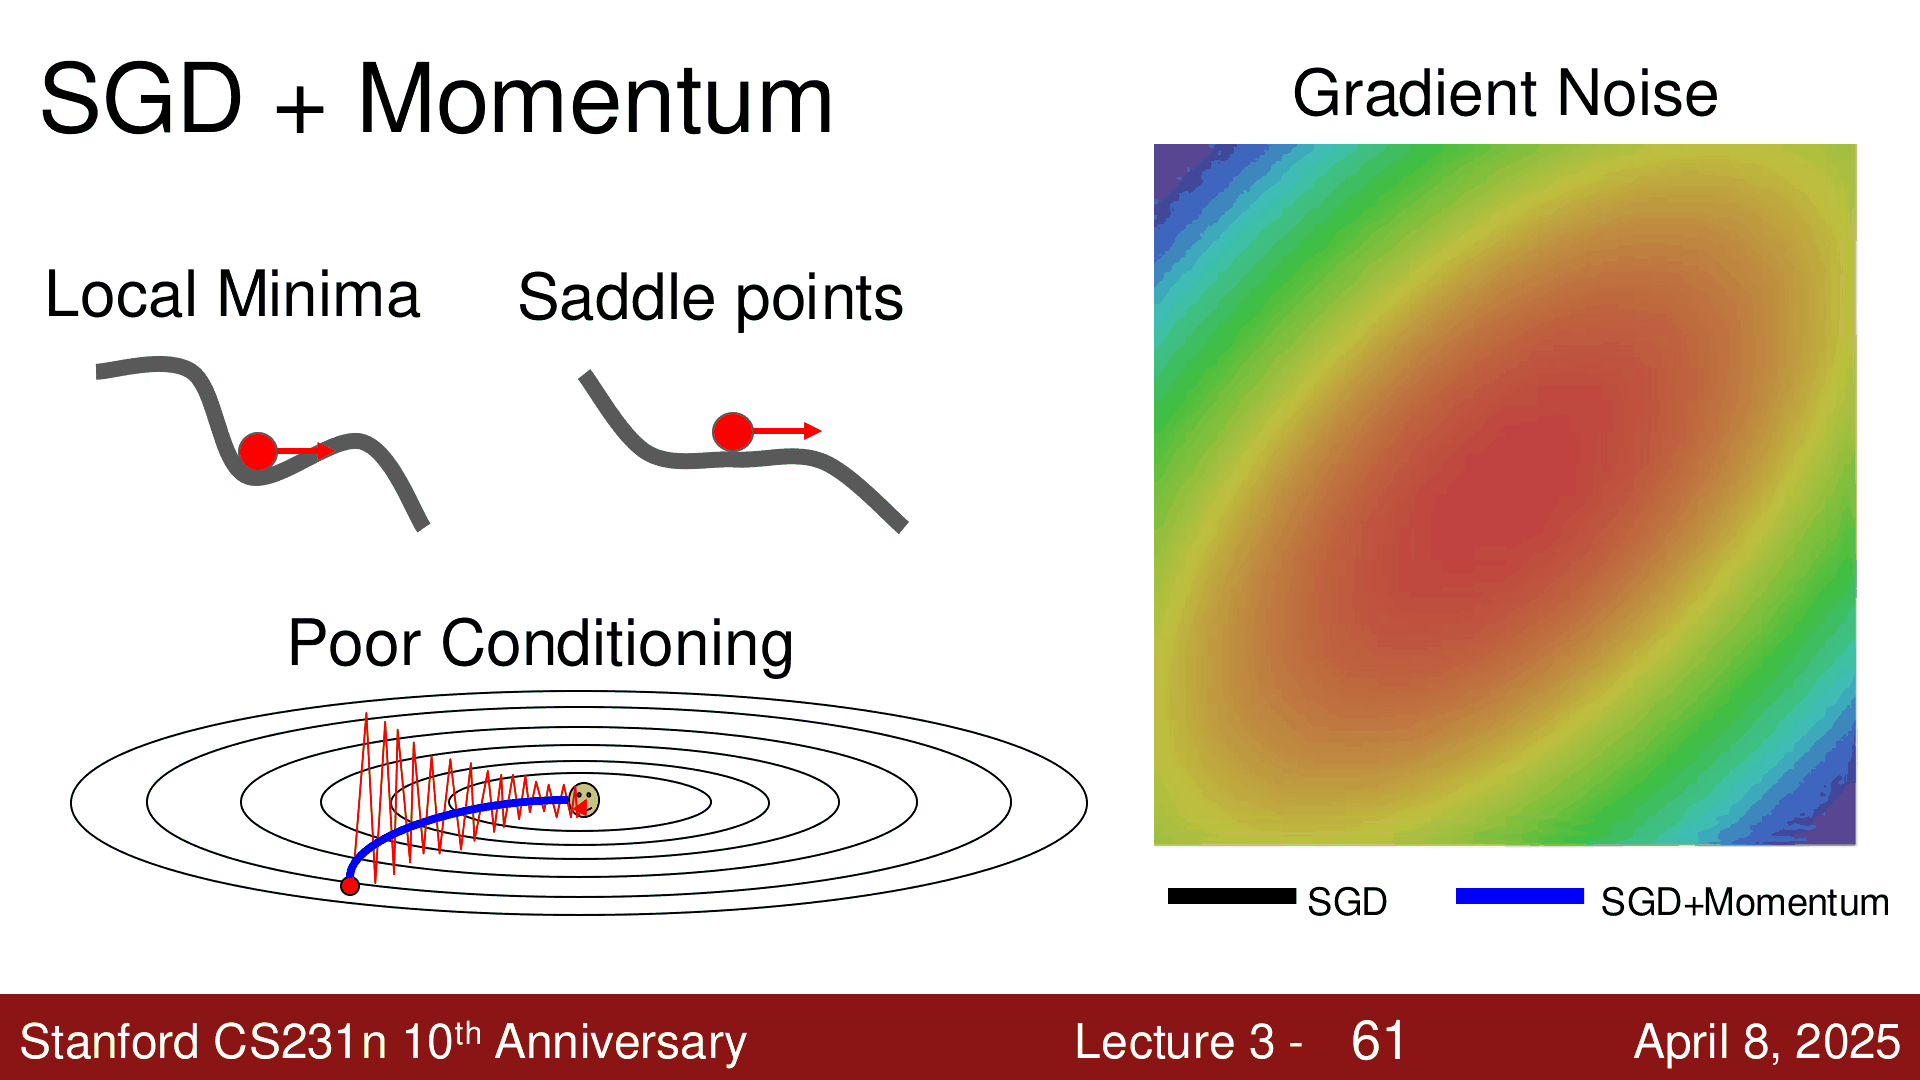 SGD + Momentum
Gradient Noise
Local Minima
Saddle points
Poor Conditioning
SGD
SGD+Momentum
Stanford CS231n 10th Anniversary
Lecture 3 - 61
April 8, 2025